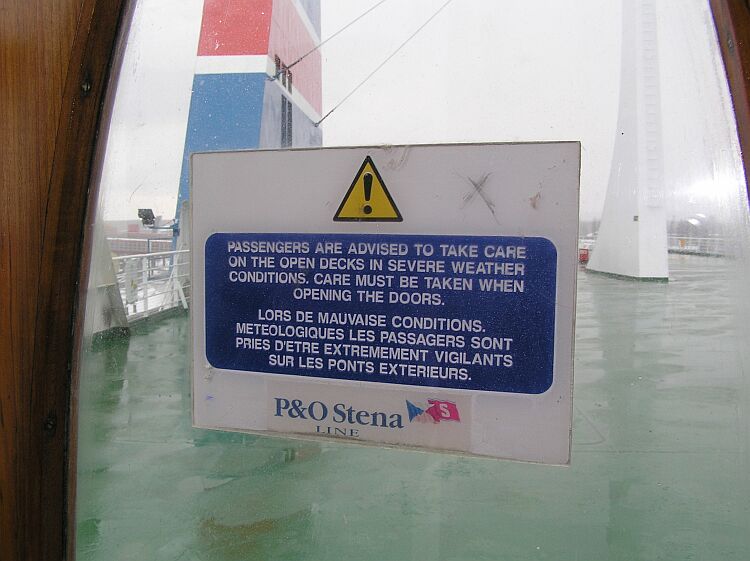 PASSENGERS ARE ADVISED TO TAKE CARE
ON THE OPEN DECKS IN SEVERE WEATHER
CONDITIONS. CARE MUST BE TAKEN WHEN
OPENING THE DOORS.
LORS DE MAUVAISE CONDITIONS.
METEOLOGIQUES LES PASSAGERS SONT
PRIES D'ETRE EXTREMEMENT VIGILANTS
SUR LES PONTS EXTERIEURS.
P&O Stena S
LINE